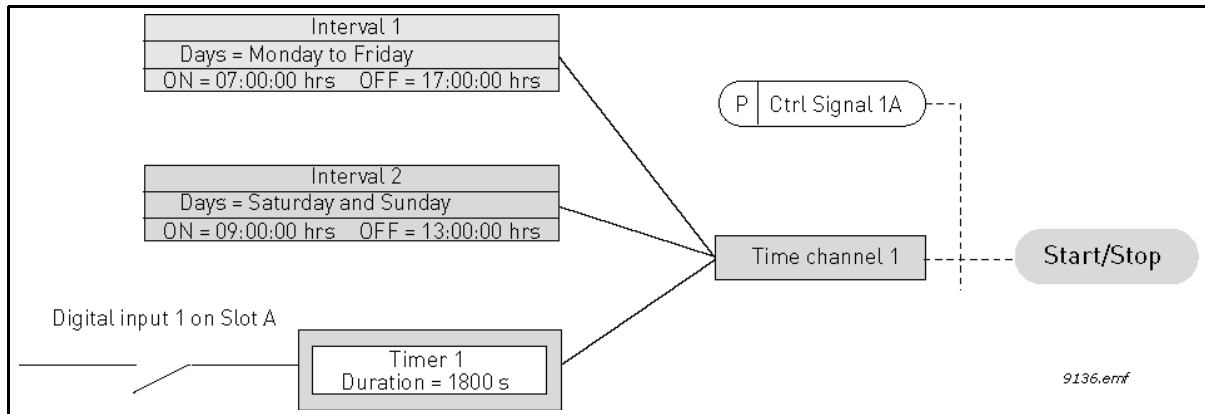 Interval 1
Days = Monday to Friday
ON = 07:00:00 hrs OFF = 17:00:00 hrs
P Ctrl Signal 1A
Interval 2
Days = Saturday and Sunday
ON = 09:00:00 hrs OFF = 13:00:00 hrs
Time channel 1
Start/Stop
Digital input 1 on Slot A
Timer 1
Duration = 1800 s
9136.emf